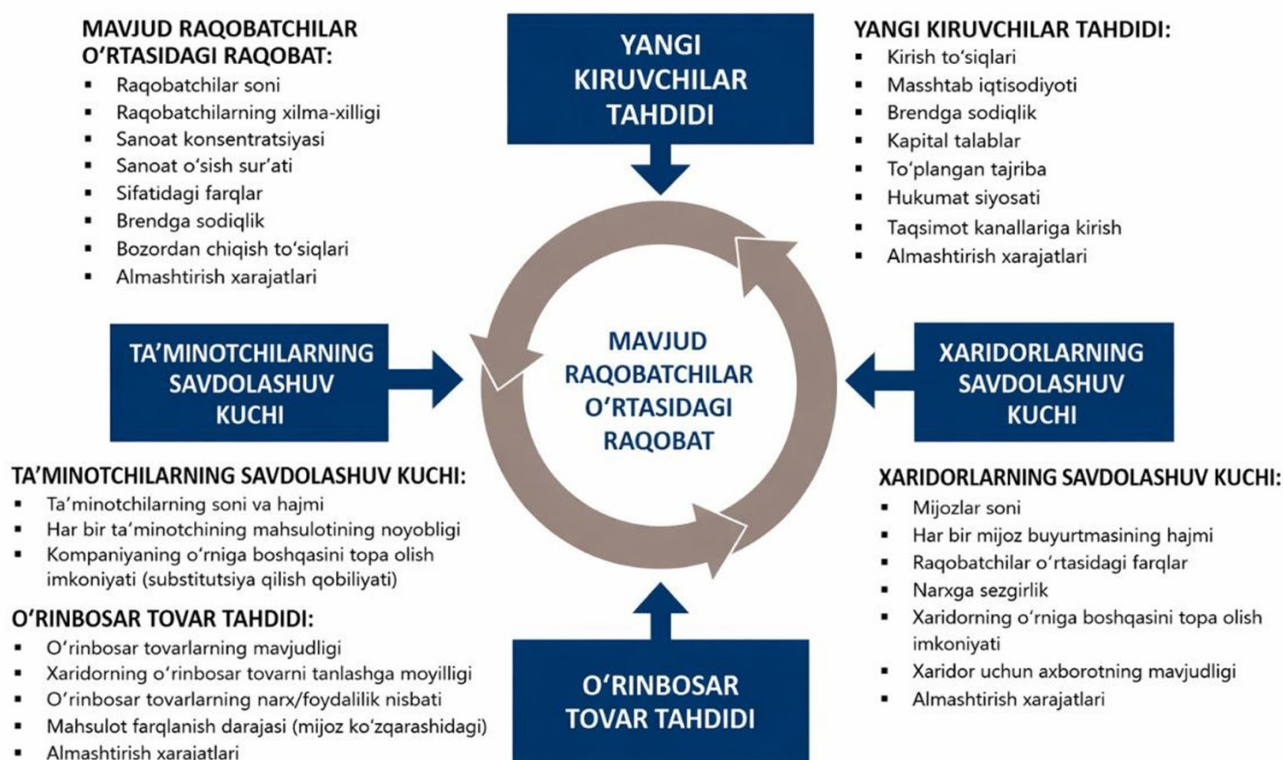 MAVJUD RAQOBATCHILAR
O‘RTASIDAGI RAQOBAT:
▪ Raqobatchilar soni
▪ Raqobatchilarning xilma-xilligi
▪ Sanoat konsentratsiyasi
▪ Sanoat o‘sish sur’ati
▪ Sifatidagi farqlar
▪ Brendga sodiqlik
▪ Bozordan chiqish to‘siqlari
▪ Almashtirish xarajatlari
YANGI
KIRUVCHILAR
TAHDIDI
YANGI KIRUVCHILAR TAHDIDI:
▪ Kirish to‘siqlari
▪ Masshtab iqtisodiyoti
▪ Brendga sodiqlik
▪ Kapital talablar
▪ To‘plangan tajriba
▪ Hukumat siyosati
▪ Taqsimot kanallariga kirish
▪ Almashtirish xarajatlari
TA’MINOTCHILARNING
SAVDOLASHUV
KUCHI
MAVJUD
RAQOBATCHILAR
O‘RTASIDAGI
RAQOBAT
XARIDORLARNING
SAVDOLASHUV
KUCHI
TA’MINOTCHILARNING SAVDOLASHUV KUCHI:
▪ Ta’minotchilarning soni va hajmi
▪ Har bir ta’minotchining mahsulotining noyobligi
▪ Kompaniyaning o‘rniga boshqasini topa olish
imkoniyati (substitutsiya qilish qobiliyati)
O‘RINBOSAR TOVAR TAHDIDI:
▪ O‘rinbosar tovarlarning mavjudligi
▪ Xaridorning o‘rinbosar tovarni tanlashga moyilligi
▪ O‘rinbosar tovarlarning narx/foydalilik nisbati
▪ Mahsulot farqlanish darajasi (mijoz ko‘zqarashidagi)
▪ Almashtirish xarajatlari
O‘RINBOSAR
TOVAR TAHDIDI
XARIDORLARNING SAVDOLASHUV KUCHI:
▪ Mijozlar soni
▪ Har bir mijoz buyurtmasining hajmi
▪ Raqobatchilar o‘rtasidagi farqlar
▪ Narxga sezgirlik
▪ Xaridorning o‘rniga boshqasini topa olish
imkoniyati
▪ Xaridor uchun axborotning mavjudligi
▪ Almashtirish xarajatlari